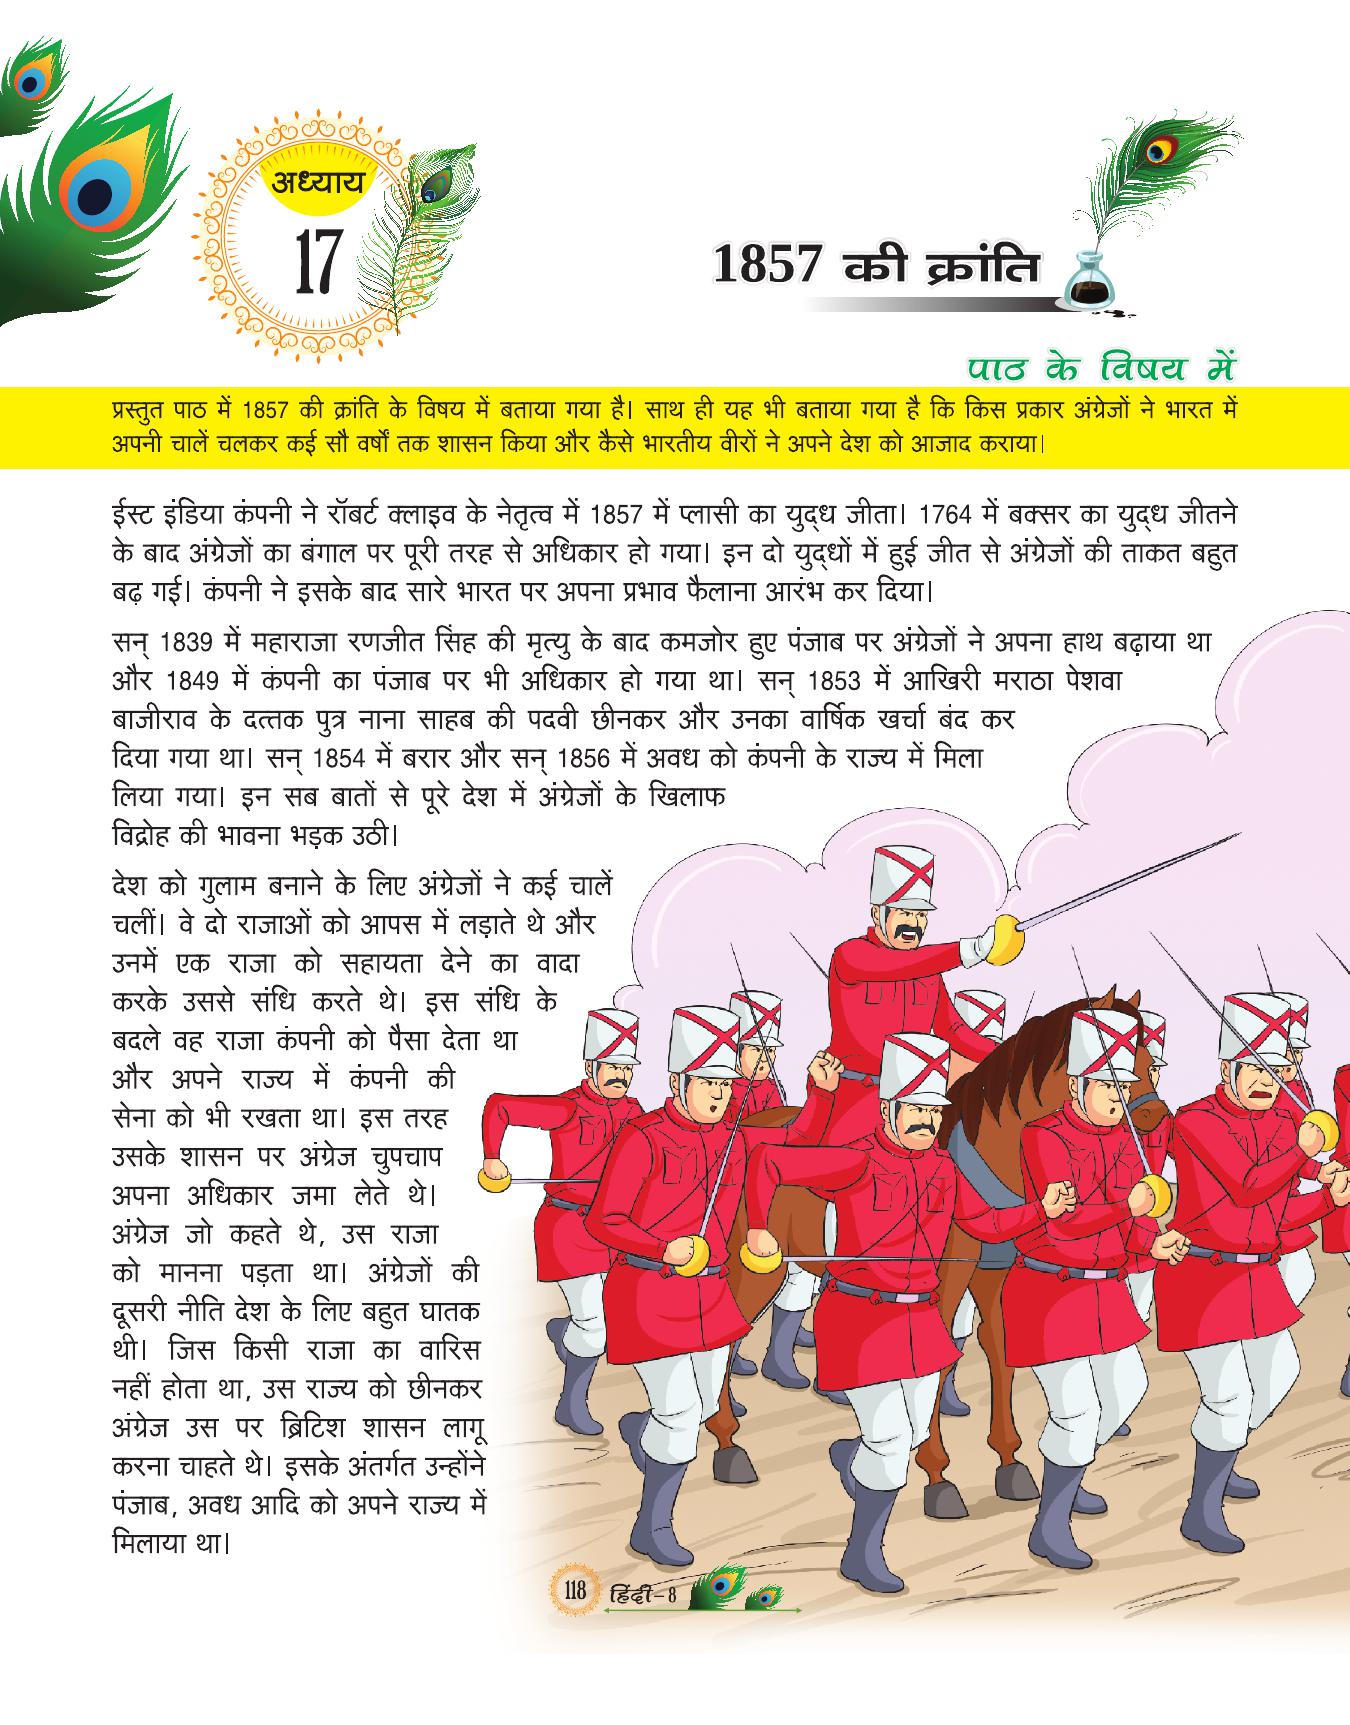 अध्याय
17
1857 की क्रांति
पाठ के विषय में
प्रस्तुत पाठ में 1857 की क्रांति के विषय में बताया गया है। साथ ही यह भी बताया गया है कि किस प्रकार अंग्रेजों ने भारत में
अपनी चालें चलकर कई सौ वर्षों तक शासन किया और कैसे भारतीय वीरों ने अपने देश को आजाद कराया।
ईस्ट इंडिया कंपनी ने रॉबर्ट क्लाइव के नेतृत्व में 1857 में प्लासी का युद्ध जीता। 1764 में बक्सर का युद्ध जीतने
के बाद अंग्रेजों का बंगाल पर पूरी तरह से अधिकार हो गया। इन दो युद्धों में हुई जीत से अंग्रेजों की ताकत बहुत
बढ़ गई। कंपनी ने इसके बाद सारे भारत पर अपना प्रभाव फैलाना आरंभ कर दिया।
सन् 1839 में महाराजा रणजीत सिंह की मृत्यु के बाद कमजोर हुए पंजाब पर अंग्रेजों ने अपना हाथ बढ़ाया था
और 1849 में कंपनी का पंजाब पर भी अधिकार हो गया था। सन् 1853 में आखिरी मराठा पेशवा
बाजीराव के दत्तक पुत्र नाना साहब की पदवी छीनकर और उनका वार्षिक खर्चा बंद कर
दिया गया था। सन् 1854 में बरार और सन् 1856 में अवध को कंपनी के राज्य में मिला
लिया गया। इन सब बातों से पूरे देश में अंग्रेजों के खिलाफ
विद्रोह की भावना भड़क उठी।
देश को गुलाम बनाने के लिए अंग्रेजों ने कई चालें
चलीं। वे दो राजाओं को आपस में लड़ाते थे और
उनमें एक राजा को सहायता देने का वादा
करके उससे संधि करते थे। इस संधि के
बदले वह राजा कंपनी को पैसा देता था
और अपने राज्य में कंपनी की
सेना को भी रखता था। इस तरह
उसके शासन पर अंग्रेज चुपचाप
अपना अधिकार जमा लेते थे।
अंग्रेज जो कहते थे, उस राजा
को मानना पड़ता था। अंग्रेजों की
दूसरी नीति देश के लिए बहुत घातक
थी। जिस किसी राजा का वारिस
नहीं होता था, उस राज्य को छीनकर
अंग्रेज उस पर ब्रिटिश शासन लागू
करना चाहते थे। इसके अंतर्गत उन्होंने
पंजाब, अवध आदि को अपने राज्य में
मिलाया था।
118 हिंदी–8